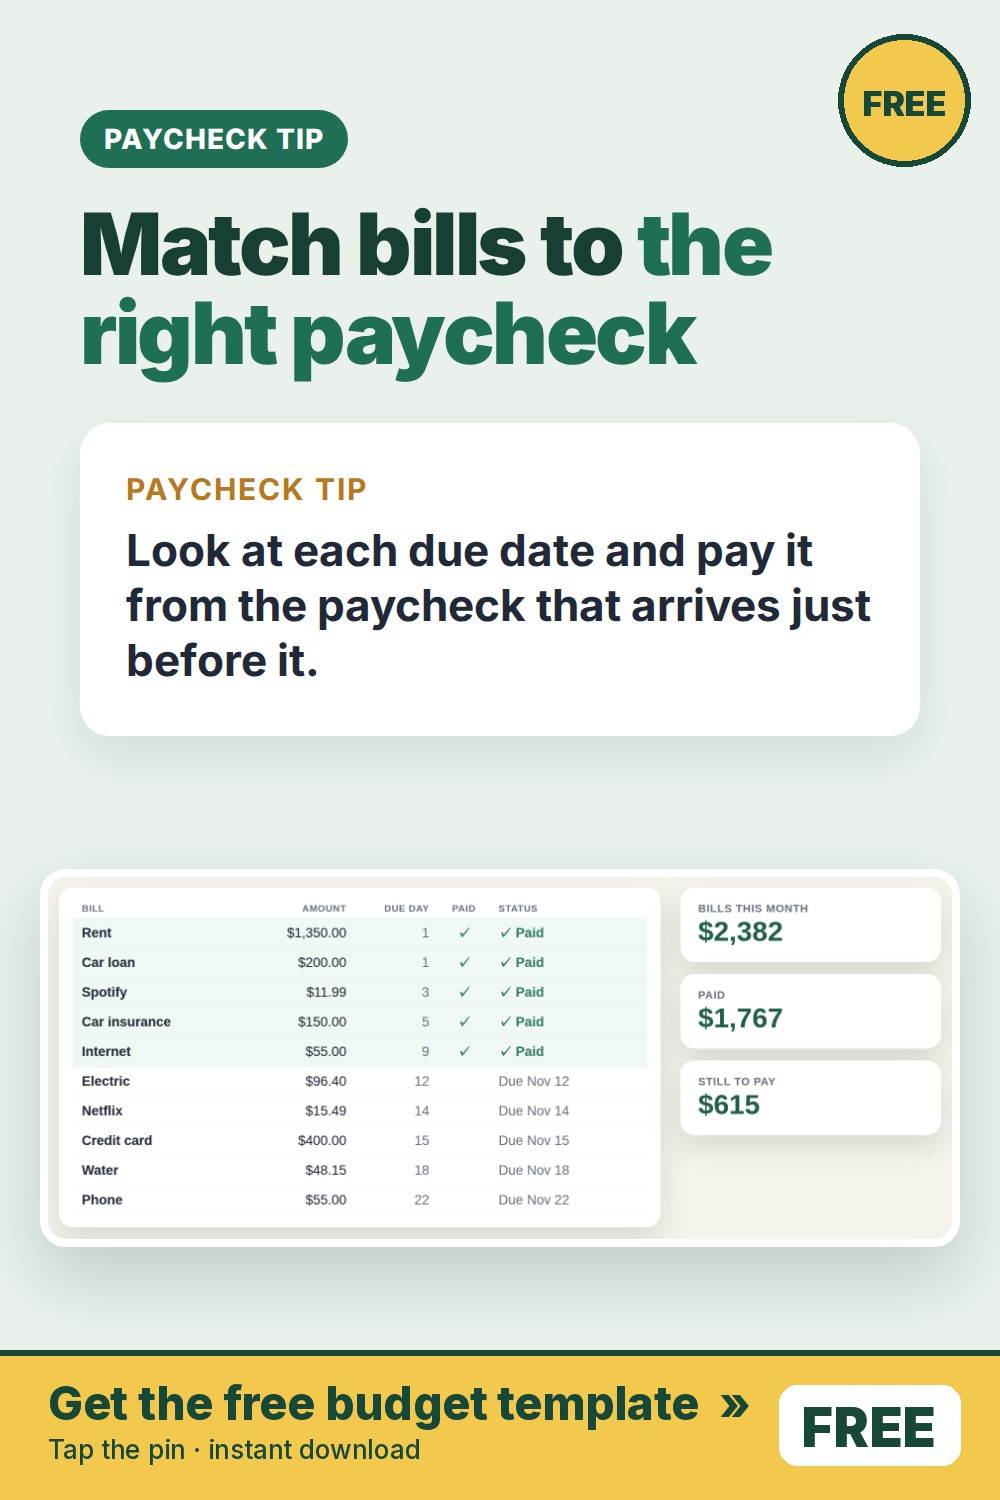 FREE
PAYCHECK TIP
Match bills to the
right paycheck
PAYCHECK TIP
Look at each due date and pay it
from the paycheck that arrives just
before it.
BILL AMOUNT DUE DAY PAID STATUS
Rent $1,350.00 1 ✓ ✓ Paid
Car loan $200.00 1 ✓ ✓ Paid
Spotify $11.99 3 ✓ ✓ Paid
Car insurance $150.00 5 ✓ ✓ Paid
Internet $55.00 9 ✓ ✓ Paid
Electric $96.40 12 Due Nov 12
Netflix $15.49 14 Due Nov 14
Credit card $400.00 15 Due Nov 15
Water $48.15 18 Due Nov 18
Phone $55.00 22 Due Nov 22
BILLS THIS MONTH
$2,382
PAID
$1,767
STILL TO PAY
$615
Get the free budget template »
Tap the pin · instant download
FREE